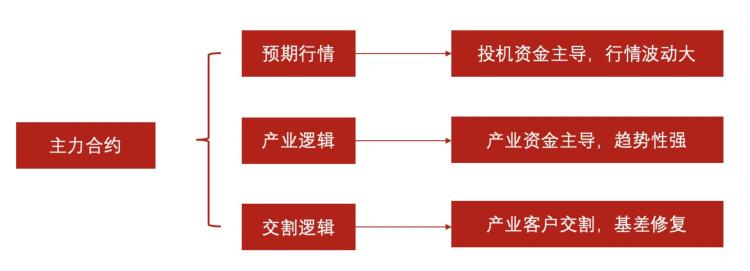 主力合约
预期行情
投机资金主导，行情波动大
产业逻辑
产业资金主导，趋势性强
交割逻辑
产业客户交割，基差修复